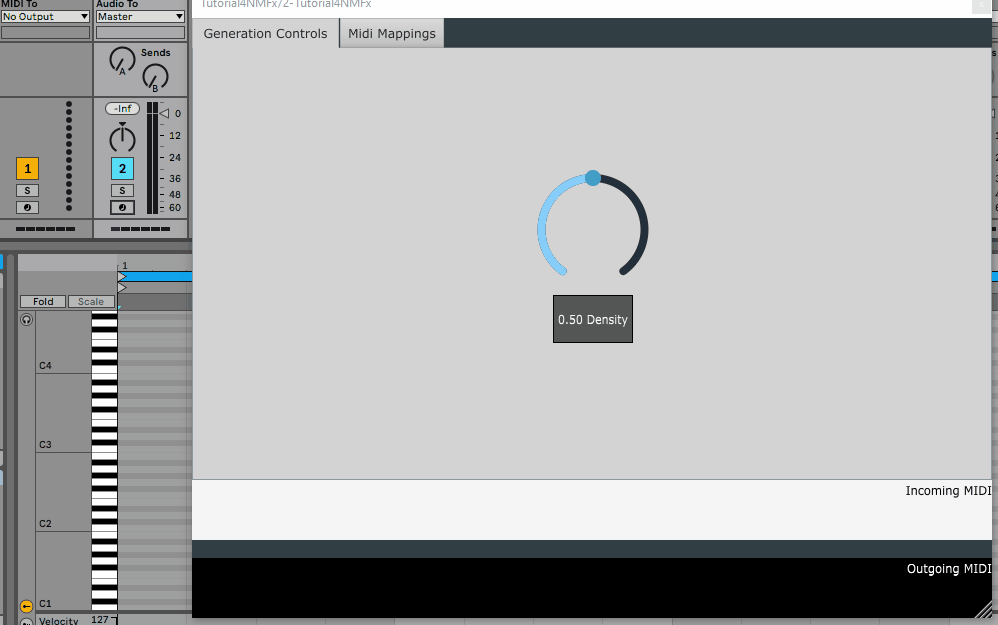 MIDI To
Audio To
No Output
Master
Sends
A
B
-Inf
0
12
24
36
48
60
1
2
S
S
Tutorial4NMFx/2-Tutorial4NMFx
Generation Controls
Midi Mappings
0.50 Density
1
Fold
Scale
C4
C3
C2
C1
Velocity
127
Incoming MIDI
Outgoing MIDI